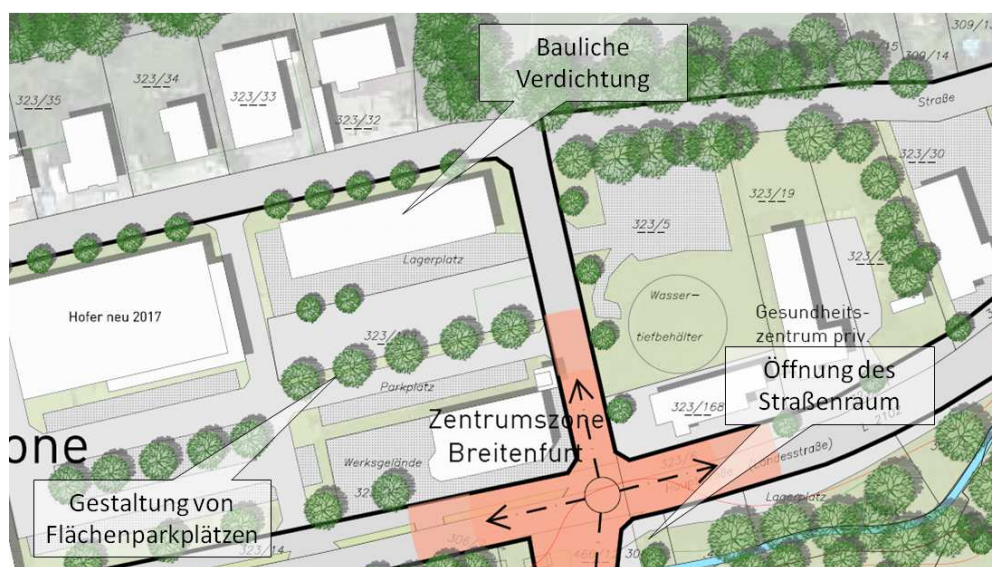 Bauliche
Verdichtung
323/35
323/34
323/33
323/32
309/14
Straße
323/30
323/19
323/5
Lagerplatz
Hofer neu 2017
Wasser-
tiefbehälter
Gesundheits-
zentrum priv.
Öffnung des
Straßenraum
Parkplatz
323/168
Zentrumszone
Breitenfurt
one
Werksgelände
(Landesstraße)
L 2102
Lagerplatz
Gestaltung von
Flächenparkplätzen
323/14